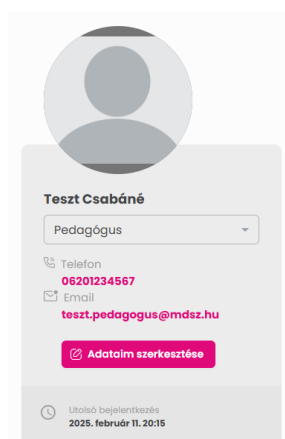 Teszt Csabáné
Pedagógus
Telefon
06201234567
Email
teszt.pedagogus@mdsz.hu
Adataim szerkesztése
Utolsó bejelentkezés
2025. február 11. 20:15